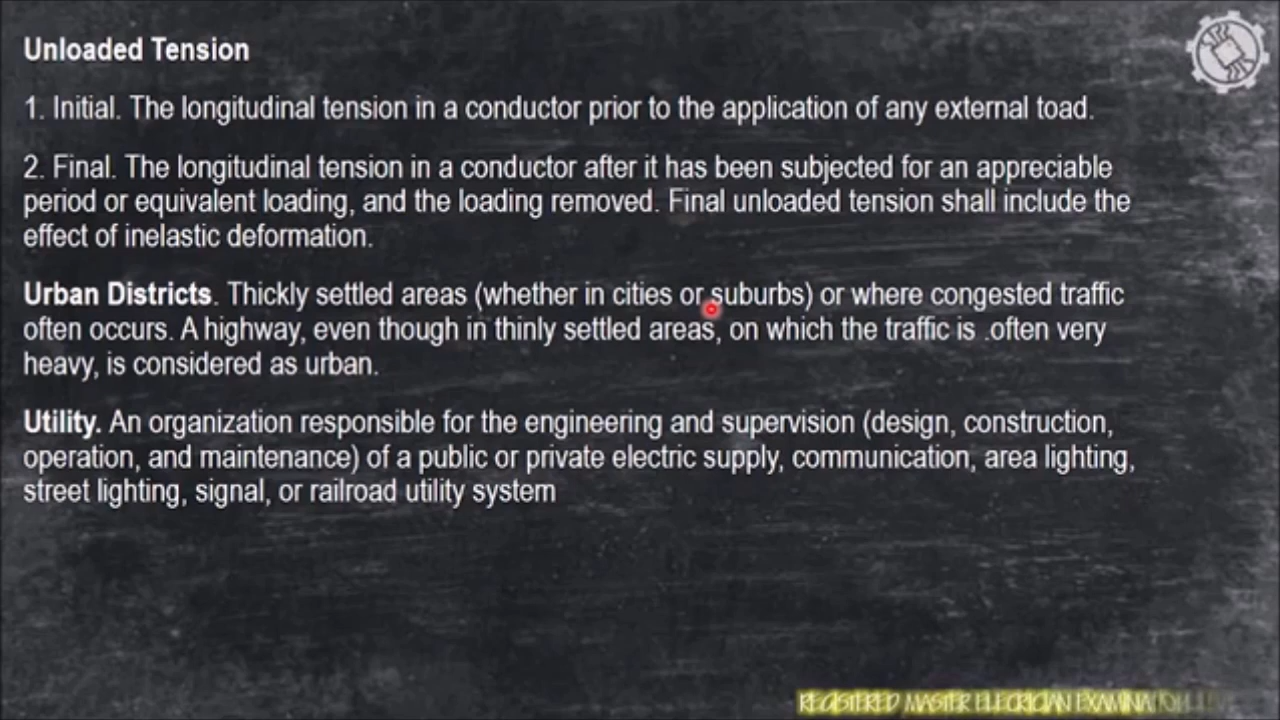 Unloaded Tension
1. Initial. The longitudinal tension in a conductor prior to the application of any external toad.
2. Final. The longitudinal tension in a conductor after it has been subjected for an appreciable
period or equivalent loading, and the loading removed. Final unloaded tension shall include the
effect of inelastic deformation.
Urban Districts. Thickly settled areas (whether in cities or suburbs) or where congested traffic
often occurs. A highway, even though in thinly settled areas, on which the traffic is .often very
heavy, is considered as urban.
Utility. An organization responsible for the engineering and supervision (design, construction,
operation, and maintenance) of a public or private electric supply, communication, area lighting,
street lighting, signal, or railroad utility system
REGISTERED MASTER ELECRICIAN